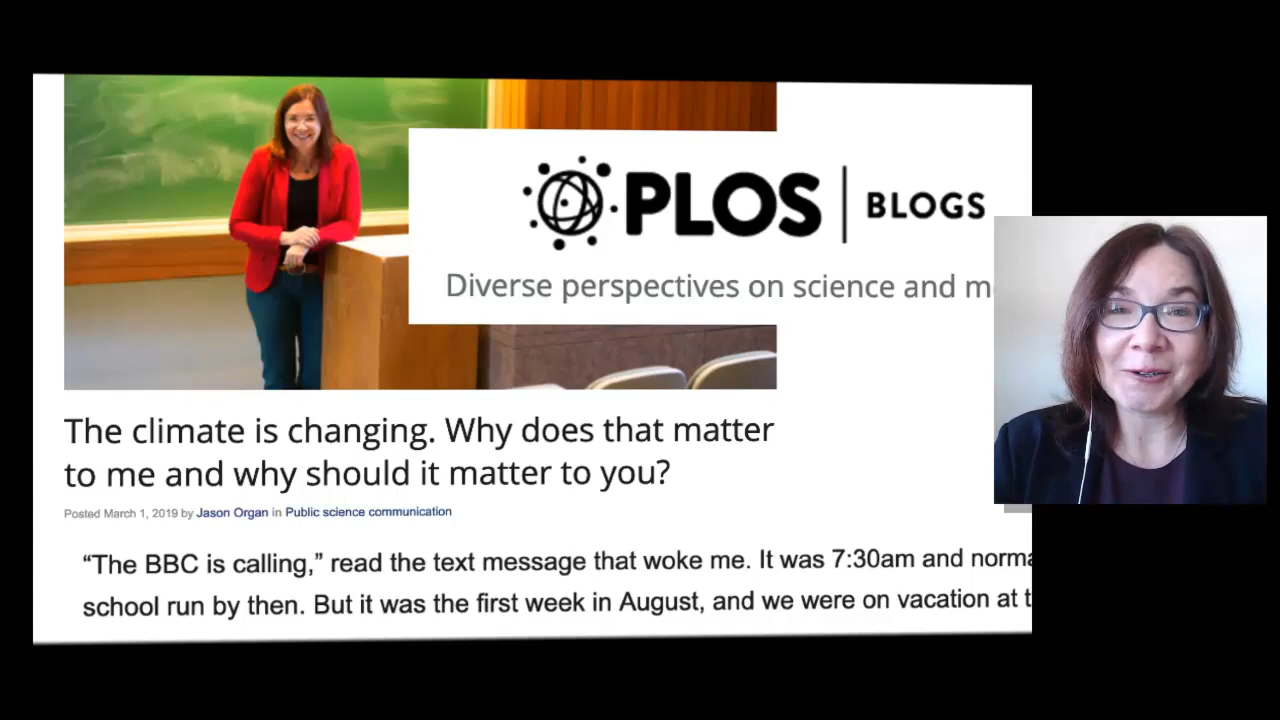 PLOS | BLOGS
Diverse perspectives on science and
The climate is changing. Why does that matter
to me and why should it matter to you?
Posted March 1, 2019 by Jason Organ in Public science communication
“The BBC is calling,” read the text message that woke me. It was 7:30am and
school run by then. But it was the first week in August, and we were on vacation at